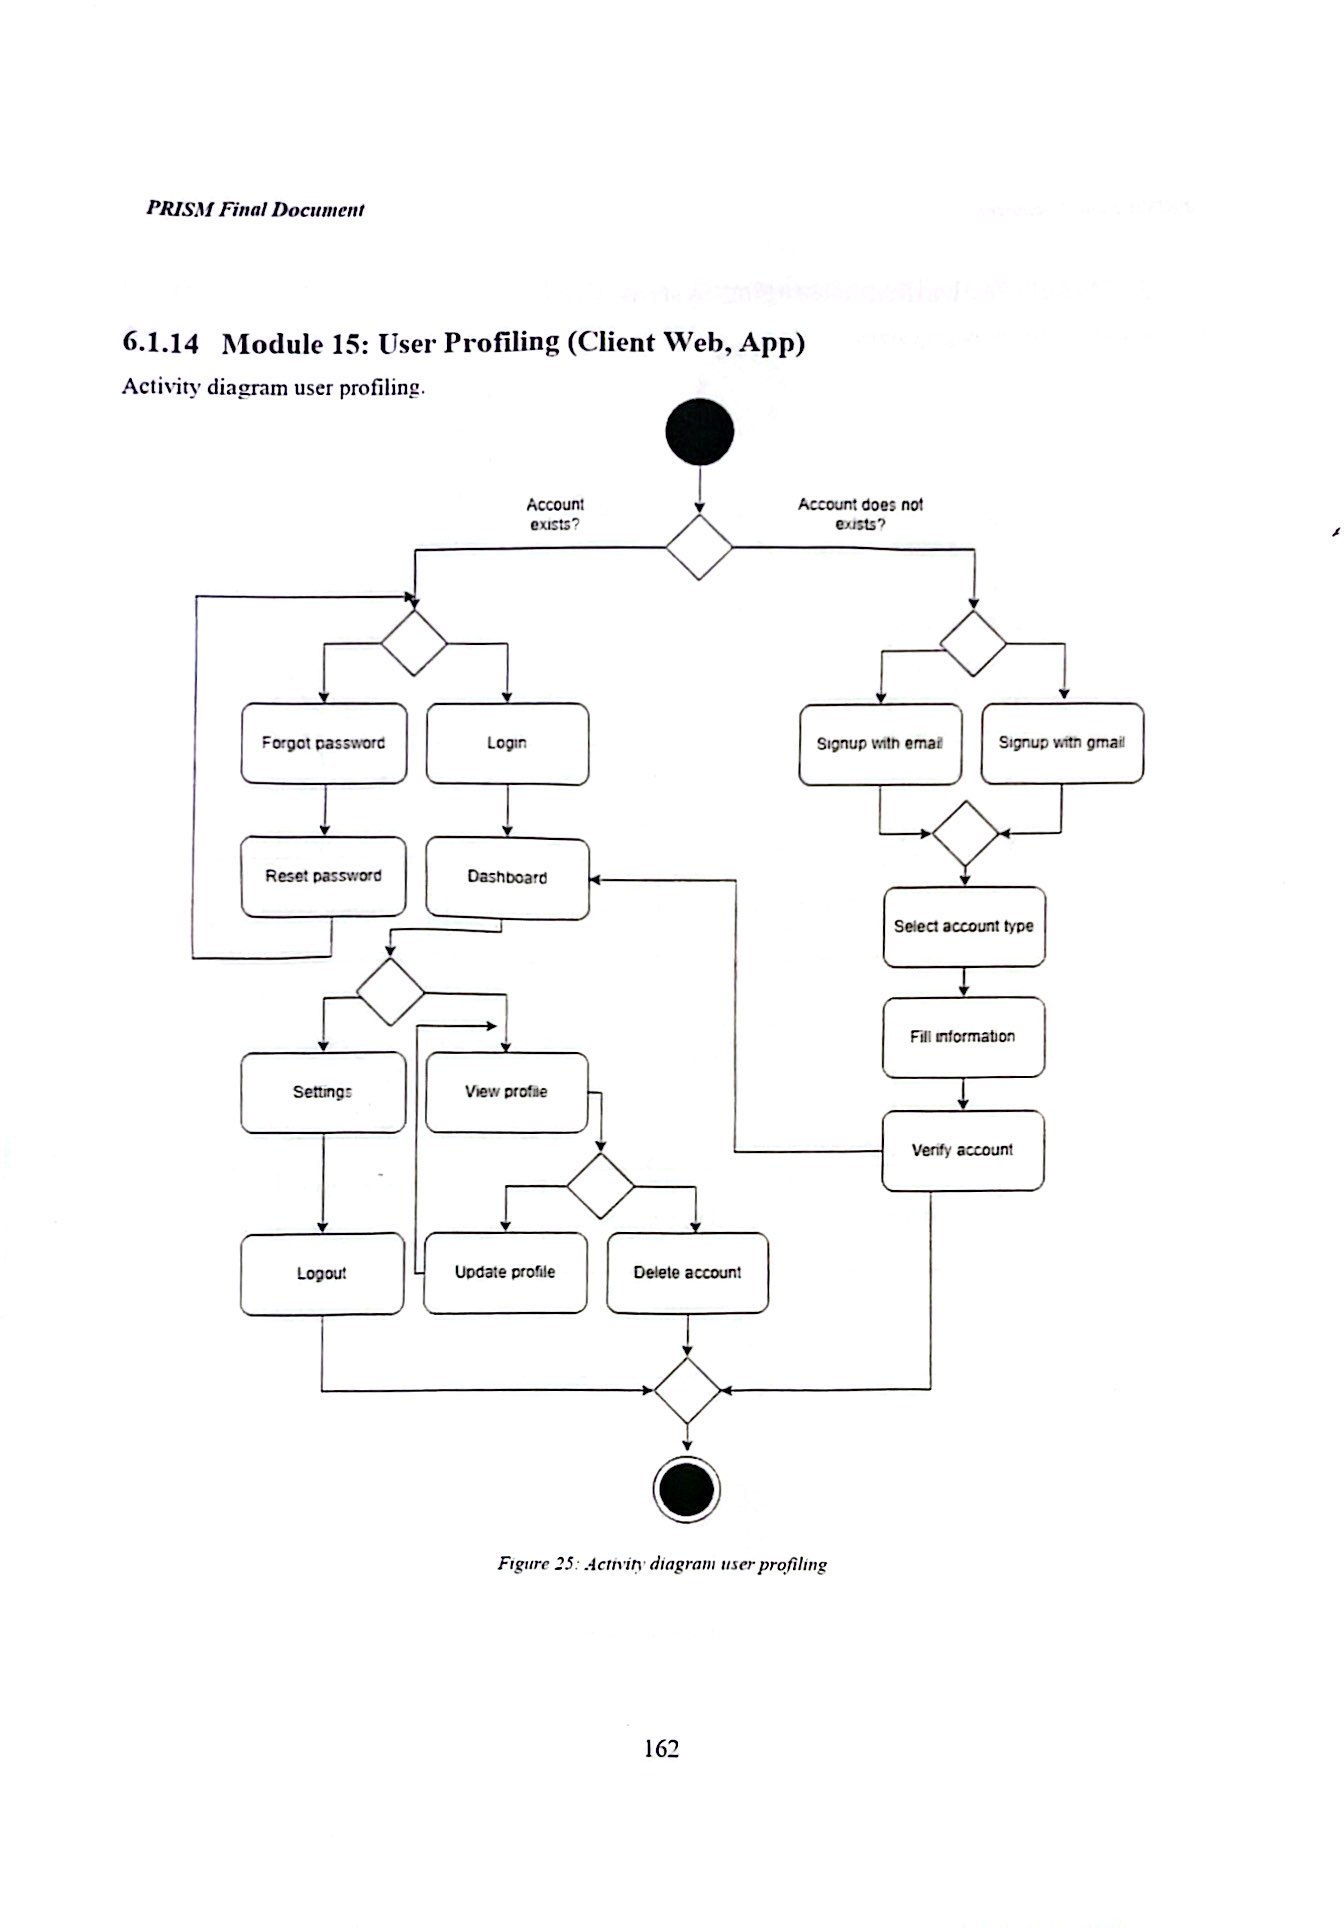 PRISM Final Document
6.1.14 Module 15: User Profiling (Client Web, App)
Activity diagram user profiling.
Account
exists?
Account does not
exists?
Forgot password
Login
Signup with email
Signup with gmail
Reset password
Dashboard
Select account type
Fill information
Settings
View profile
Verify account
Logout
Update profile
Delete account
Figure 25: Activity diagram user profiling
162